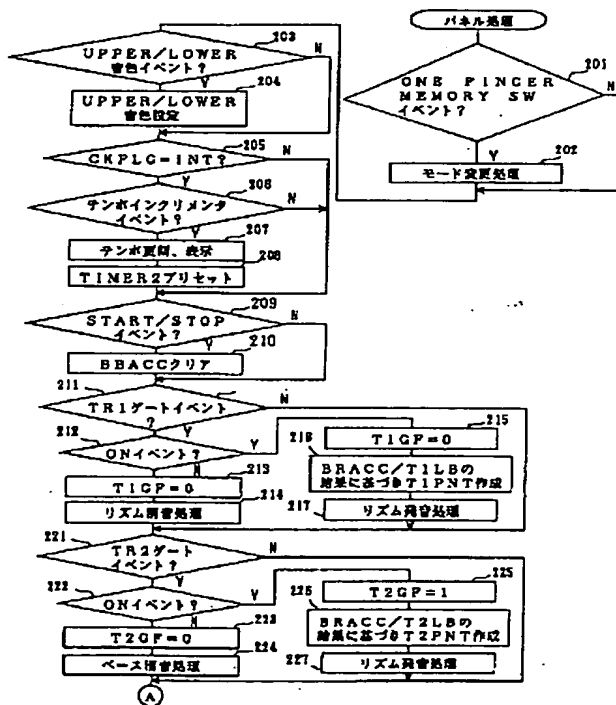 パネル処理
201
ONE FINGER
MEMORY SW
イベント?
N
Y
202
モード変更処理
203
UPPER/LOWER
音色イベント?
N
Y
204
UPPER/LOWER
音色設定
205
CKFLG=INT?
N
Y
206
テンポインクリメンタ
イベント?
N
Y
207
テンポ更新、表示
208
TIMER2プリセット
209
START/STOP
イベント?
N
Y
210
BBACCクリア
211
TR1ゲートイベント
?
N
Y
212
ONイベント?
Y
N
213
T1GF=0
214
リズム消音処理
215
T1GF=0
216
BRACC/T1LBの
結果に基づきT1PNT作成
217
リズム発音処理
221
TR2ゲート
イベント?
N
Y
222
ONイベント?
Y
N
223
T2GF=0
224
ベース消音処理
225
T2GF=1
226
BRACC/T2LBの
結果に基づきT2PNT作成
227
リズム発音処理
A